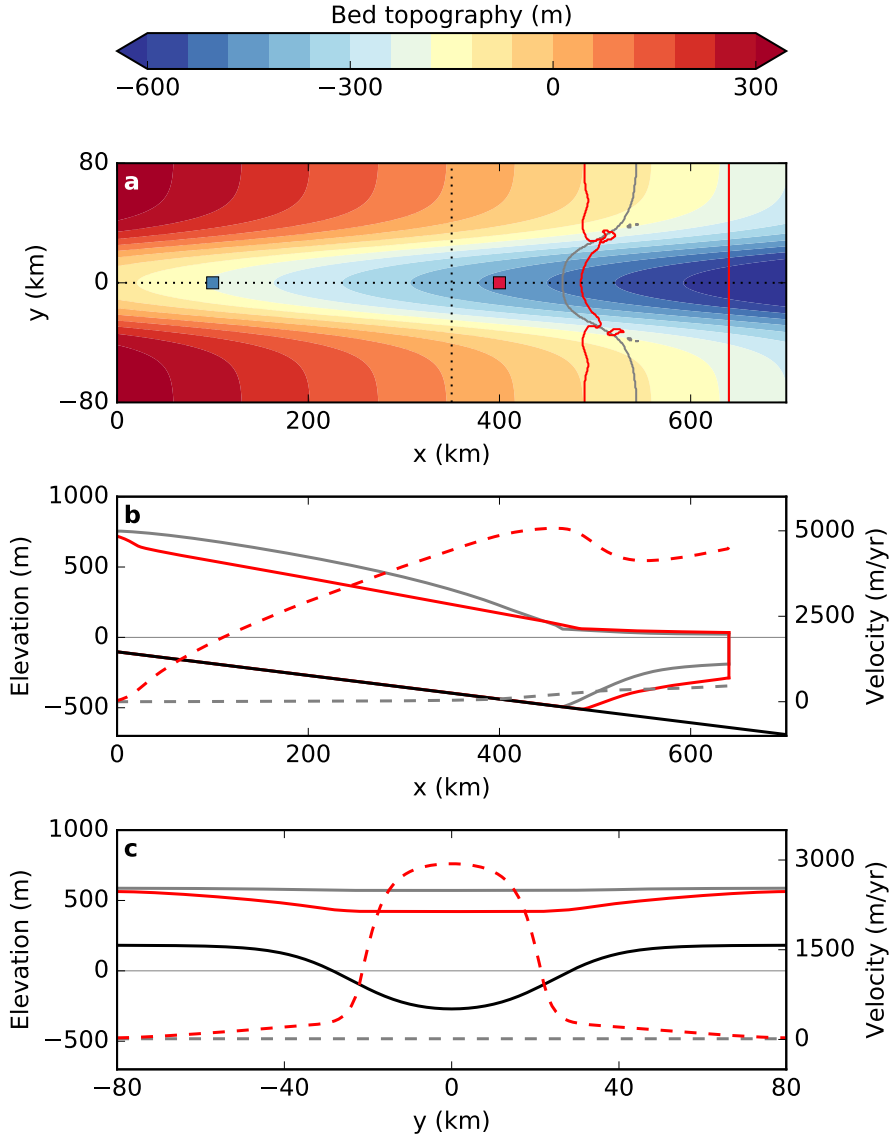 Bed topography (m)
−600 −300 0 300
a
80
0
−80
y (km)
0 200 400 600
x (km)
b
1000
500
0
−500
Elevation (m)
5000
2500
0
Velocity (m/yr)
0 200 400 600
x (km)
c
1000
500
0
−500
Elevation (m)
3000
1500
0
Velocity (m/yr)
−80 −40 0 40 80
y (km)